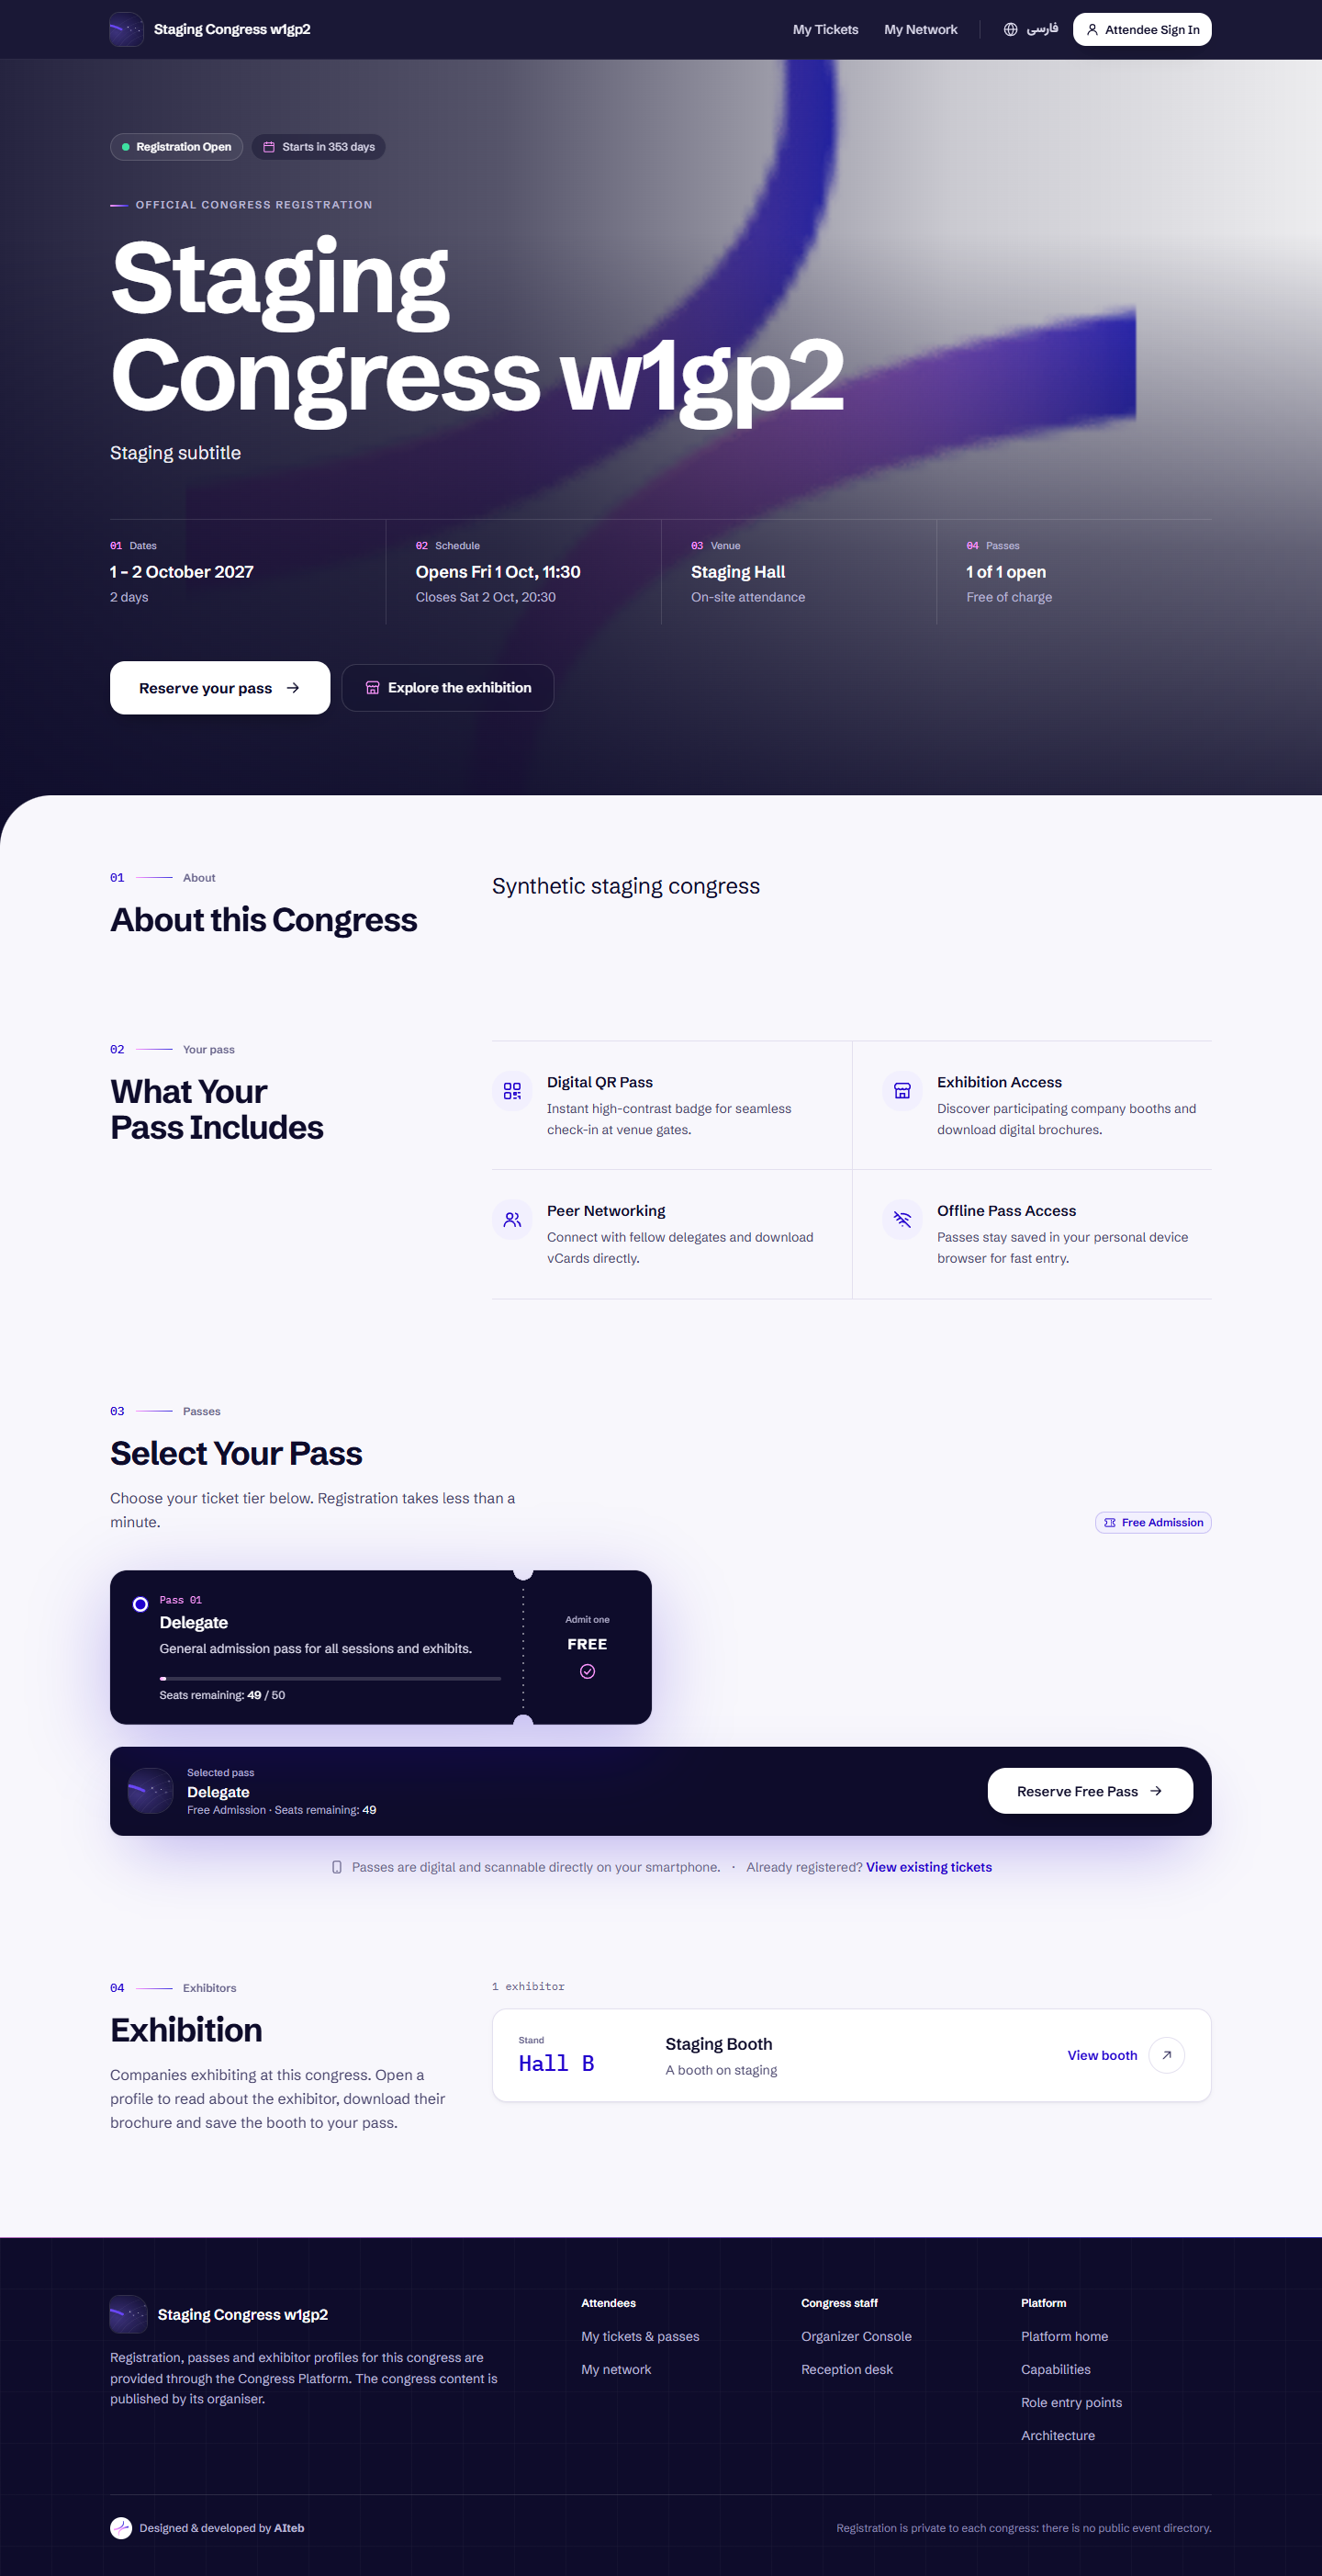 Staging Congress w1gp2
My Tickets
My Network
فارسی
Attendee Sign In
Registration Open
Starts in 353 days
OFFICIAL CONGRESS REGISTRATION
Staging
Congress w1gp2
Staging subtitle
01 Dates
1 – 2 October 2027
2 days
02 Schedule
Opens Fri 1 Oct, 11:30
Closes Sat 2 Oct, 20:30
03 Venue
Staging Hall
On-site attendance
04 Passes
1 of 1 open
Free of charge
Reserve your pass
Explore the exhibition
01 About
About this Congress
Synthetic staging congress
02 Your pass
What Your
Pass Includes
Digital QR Pass
Instant high-contrast badge for seamless
check-in at venue gates.
Exhibition Access
Discover participating company booths and
download digital brochures.
Peer Networking
Connect with fellow delegates and download
vCards directly.
Offline Pass Access
Passes stay saved in your personal device
browser for fast entry.
03 Passes
Select Your Pass
Choose your ticket tier below. Registration takes less than a
minute.
Free Admission
Pass 01
Delegate
General admission pass for all sessions and exhibits.
Seats remaining: 49 / 50
Admit one
FREE
Selected pass
Delegate
Free Admission · Seats remaining: 49
Reserve Free Pass
Passes are digital and scannable directly on your smartphone. · Already registered? View existing tickets
04 Exhibitors
Exhibition
Companies exhibiting at this congress. Open a
profile to read about the exhibitor, download their
brochure and save the booth to your pass.
1 exhibitor
Stand
Hall B
Staging Booth
A booth on staging
View booth
Staging Congress w1gp2
Registration, passes and exhibitor profiles for this congress are
provided through the Congress Platform. The congress content is
published by its organiser.
Attendees
My tickets & passes
My network
Congress staff
Organizer Console
Reception desk
Platform
Platform home
Capabilities
Role entry points
Architecture
Designed & developed by AIteb
Registration is private to each congress: there is no public event directory.